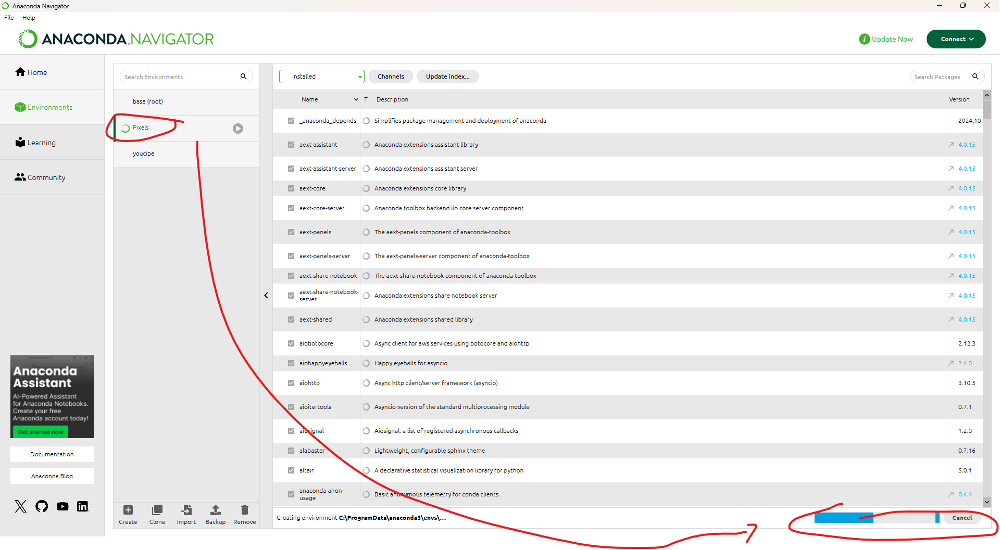 Anaconda Navigator
File Help
ANACONDA.NAVIGATOR
i Update Now
Connect
Home
Environments
Learning
Community
Anaconda
Assistant
AI-Powered Assistant
for Anaconda Notebooks.
Create your free
Anaconda account today!
Get started now
Documentation
Anaconda Blog
Search Environments
base (root)
Pixels
youcipe
Create Clone Import Backup Remove
Installed Channels Update index... Search Packages
Name T Description Version
_anaconda_depends Simplifies package management and deployment of anaconda 2024.10
aext-assistant Anaconda extensions assistant library 4.0.15
aext-assistant-server Anaconda extensions assistant server 4.0.15
aext-core Anaconda extensions core library 4.0.15
aext-core-server Anaconda toolbox backend lib core server component 4.0.15
aext-panels The aext-panels component of anaconda-toolbox 4.0.15
aext-panels-server The aext-panels-server component of anaconda-toolbox 4.0.15
aext-share-notebook The aext-share-notebook component of anaconda-toolbox 4.0.15
aext-share-notebook-
server Anaconda extensions share notebook server 4.0.15
aext-shared Anaconda extensions shared library 4.0.15
aiobotocore Async client for aws services using botocore and aiohttp 2.12.3
aiohappyeyeballs Happy eyeballs for asyncio 2.4.0
aiohttp Async http client/server framework (asyncio) 3.10.5
aioitertools Asyncio version of the standard multiprocessing module 0.7.1
aiosignal Aiosignal: a list of registered asynchronous callbacks 1.2.0
alabaster Lightweight, configurable sphinx theme 0.7.16
altair A declarative statistical visualization library for python 5.0.1
anaconda-anon-
usage Basic anonymous telemetry for conda clients 0.4.4
Creating environment C:\ProgramData\anaconda3\envs\... Cancel